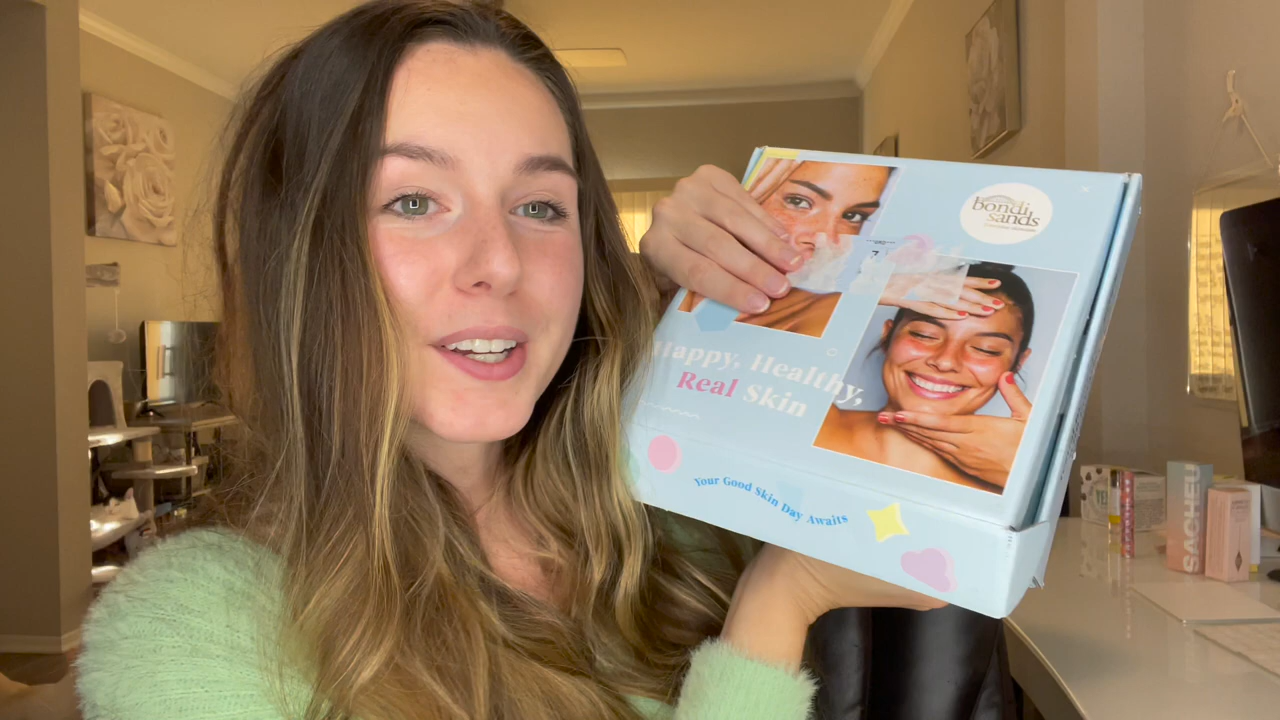 bondi
sands
Happy, Healthy,
Real Skin
Your Good Skin Day Awaits
SACHEU